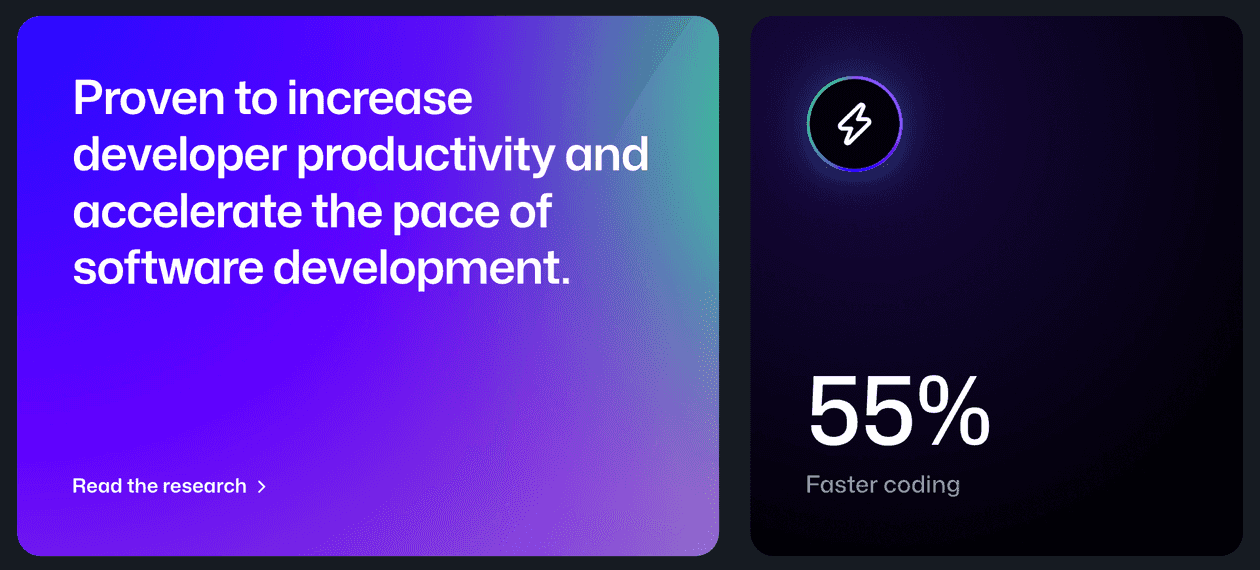 Proven to increase
developer productivity and
accelerate the pace of
software development.
Read the research
55%
Faster coding